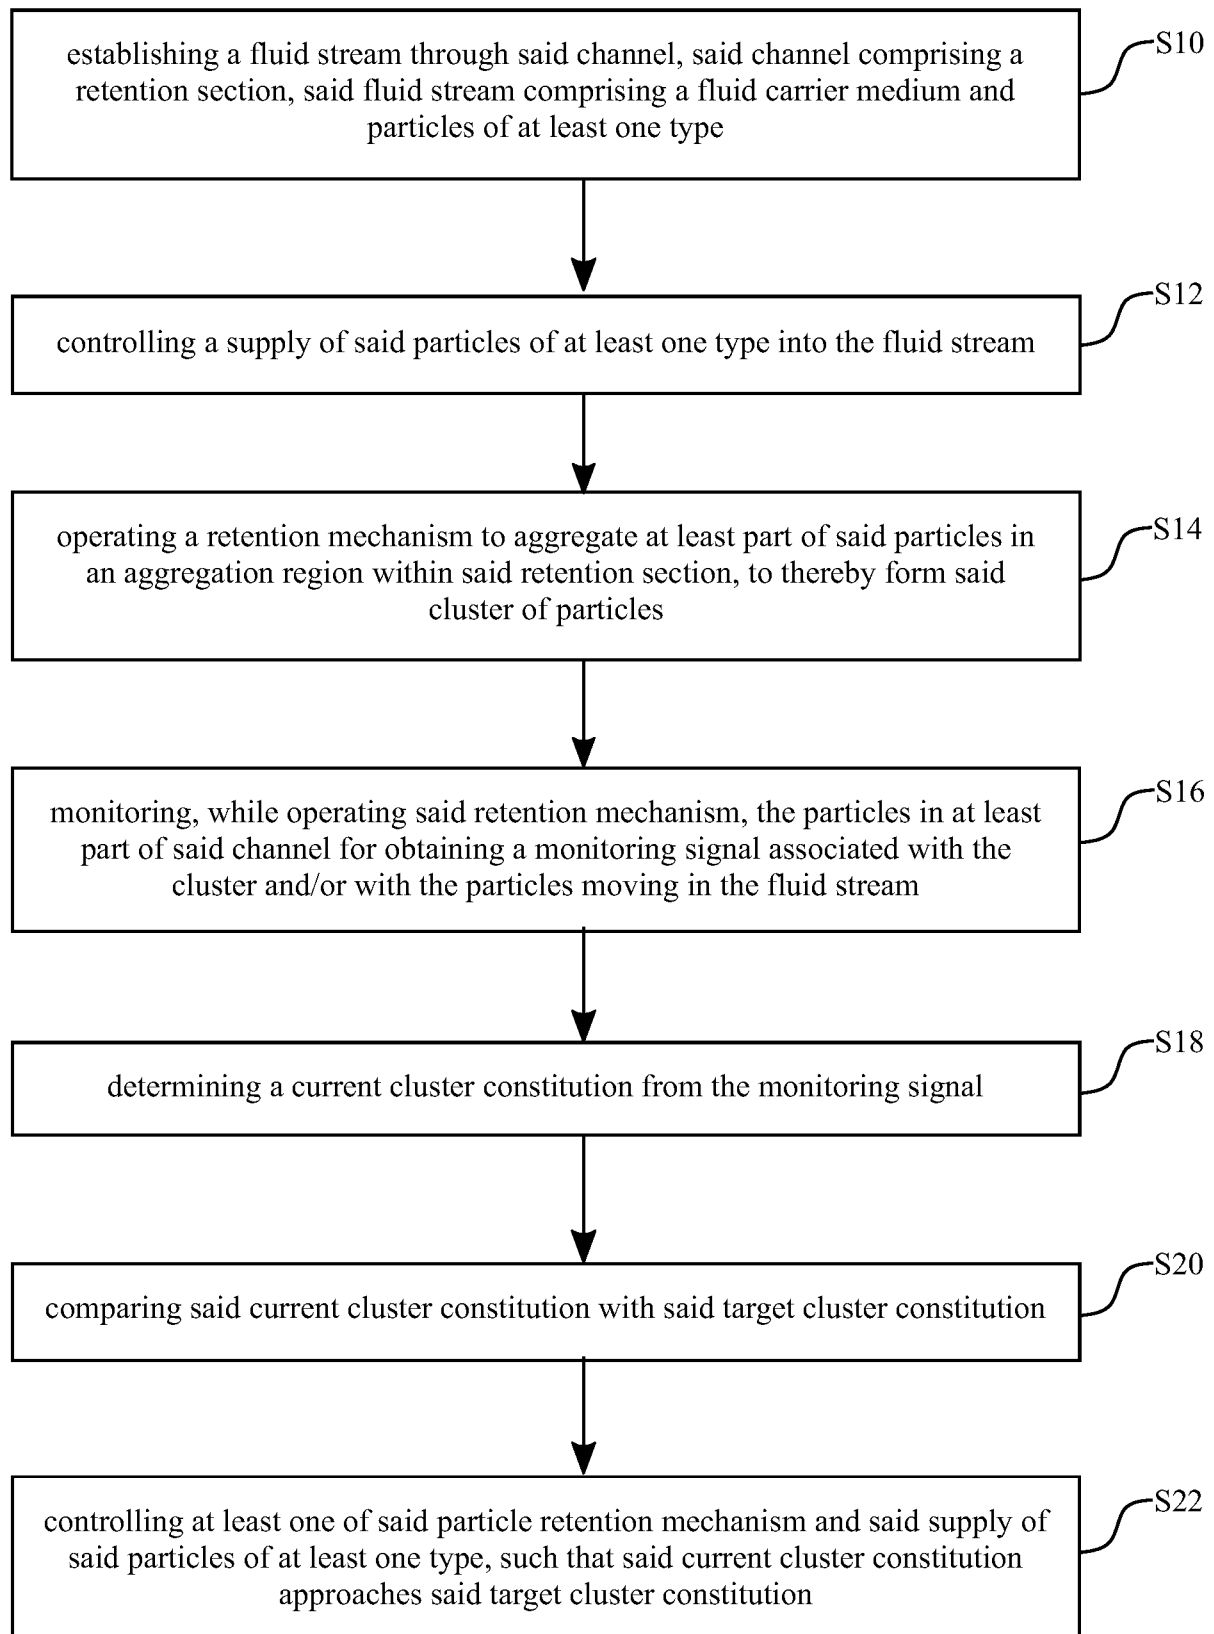 establishing a fluid stream through said channel, said channel comprising a
retention section, said fluid stream comprising a fluid carrier medium and
particles of at least one type
S10
controlling a supply of said particles of at least one type into the fluid stream
S12
operating a retention mechanism to aggregate at least part of said particles in
an aggregation region within said retention section, to thereby form said
cluster of particles
S14
monitoring, while operating said retention mechanism, the particles in at least
part of said channel for obtaining a monitoring signal associated with the
cluster and/or with the particles moving in the fluid stream
S16
determining a current cluster constitution from the monitoring signal
S18
comparing said current cluster constitution with said target cluster constitution
S20
controlling at least one of said particle retention mechanism and said supply of
said particles of at least one type, such that said current cluster constitution
approaches said target cluster constitution
S22